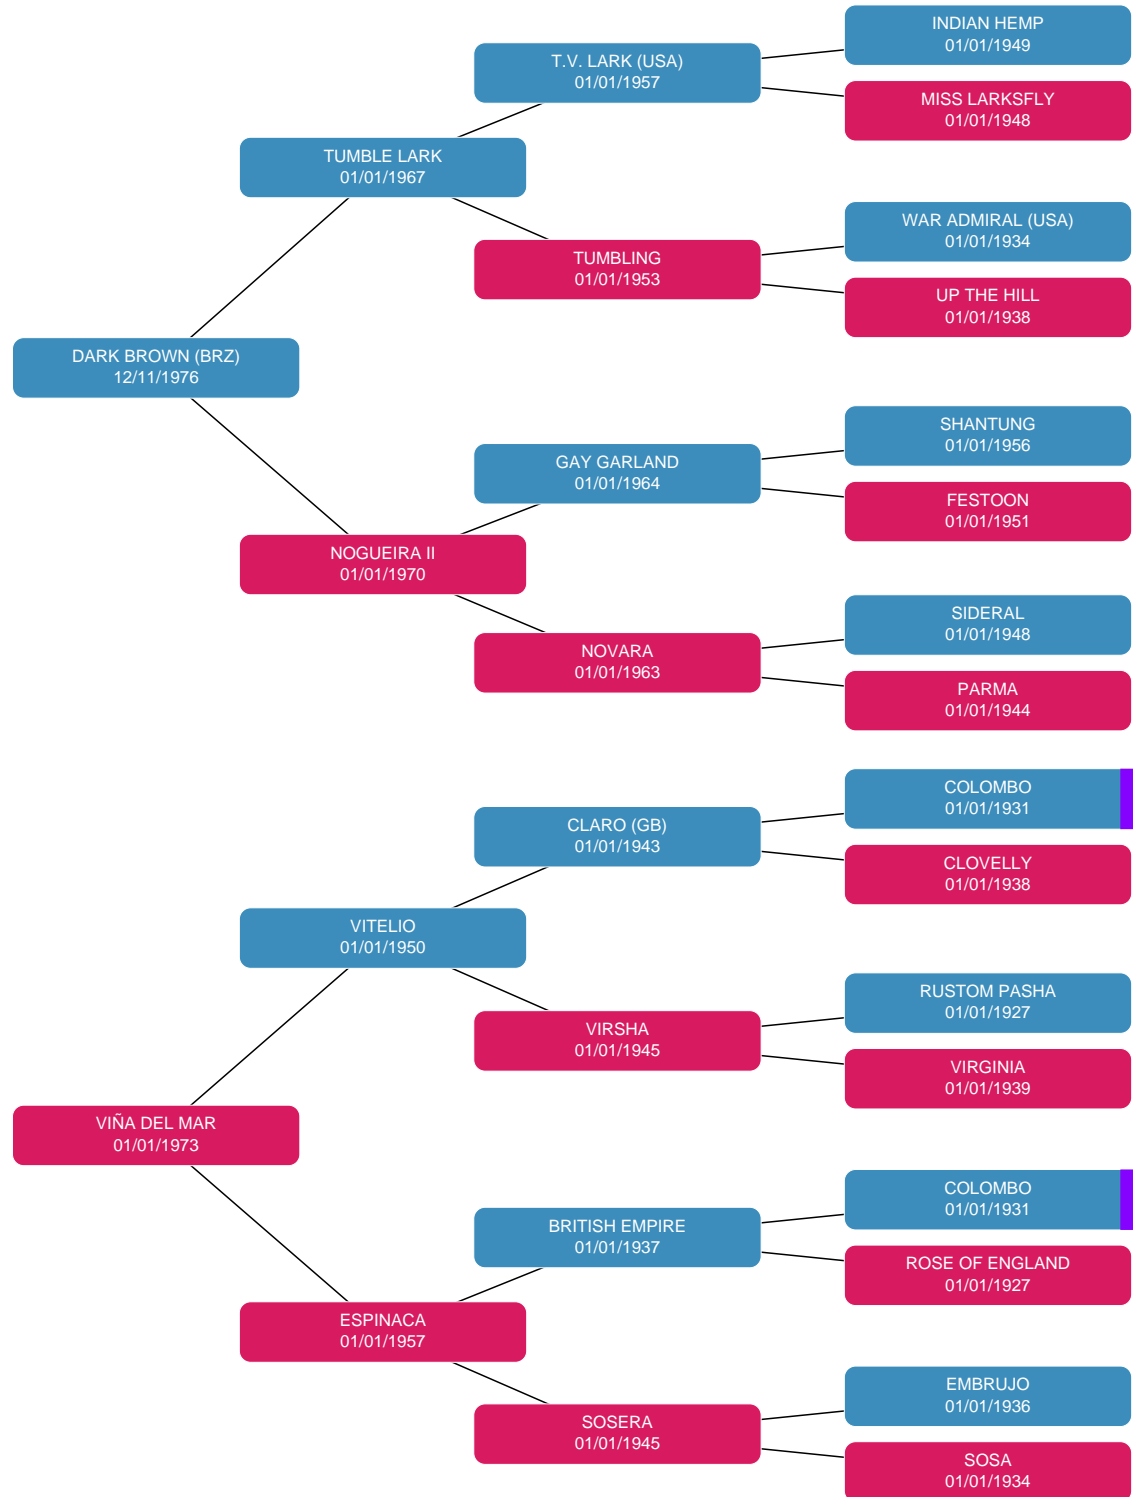 INDIAN HEMP
01/01/1949
T.V. LARK (USA)
01/01/1957
MISS LARKSFLY
01/01/1948
TUMBLE LARK
01/01/1967
WAR ADMIRAL (USA)
01/01/1934
TUMBLING
01/01/1953
UP THE HILL
01/01/1938
DARK BROWN (BRZ)
12/11/1976
SHANTUNG
01/01/1956
GAY GARLAND
01/01/1964
FESTOON
01/01/1951
NOGUEIRA II
01/01/1970
SIDERAL
01/01/1948
NOVARA
01/01/1963
PARMA
01/01/1944
COLOMBO
01/01/1931
CLARO (GB)
01/01/1943
CLOVELLY
01/01/1938
VITELIO
01/01/1950
RUSTOM PASHA
01/01/1927
VIRSHA
01/01/1945
VIRGINIA
01/01/1939
VIÑA DEL MAR
01/01/1973
COLOMBO
01/01/1931
BRITISH EMPIRE
01/01/1937
ROSE OF ENGLAND
01/01/1927
ESPINACA
01/01/1957
EMBRUJO
01/01/1936
SOSERA
01/01/1945
SOSA
01/01/1934